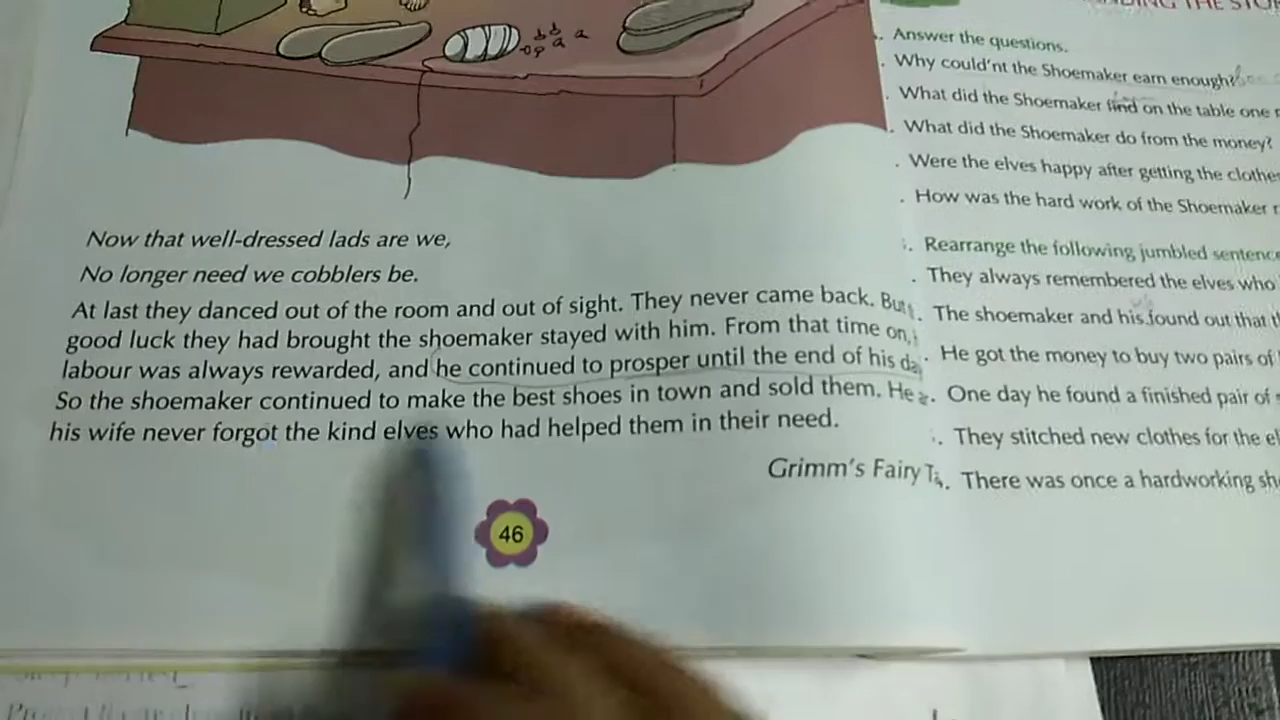 Now that well-dressed lads are we,
No longer need we cobblers be.
At last they danced out of the room and out of sight. They never came back. But
good luck they had brought the shoemaker stayed with him. From that time on,
labour was always rewarded, and he continued to prosper until the end of his
So the shoemaker continued to make the best shoes in town and sold them. He
his wife never forgot the kind elves who had helped them in their need.
Grimm's Fairy
46
THE
Answer the questions.
Why could'nt the Shoemaker earn enough?
What did the Shoemaker find on the table one
What did the Shoemaker do from the money?
Were the elves happy after getting the
How was the hard work of the Shoemaker
Rearrange the following jumbled
They always remembered the elves who
The shoemaker and his found out that
He got the money to buy two pairs of
One day he found a finished pair of
They stitched new clothes for the
There was once a hardworking